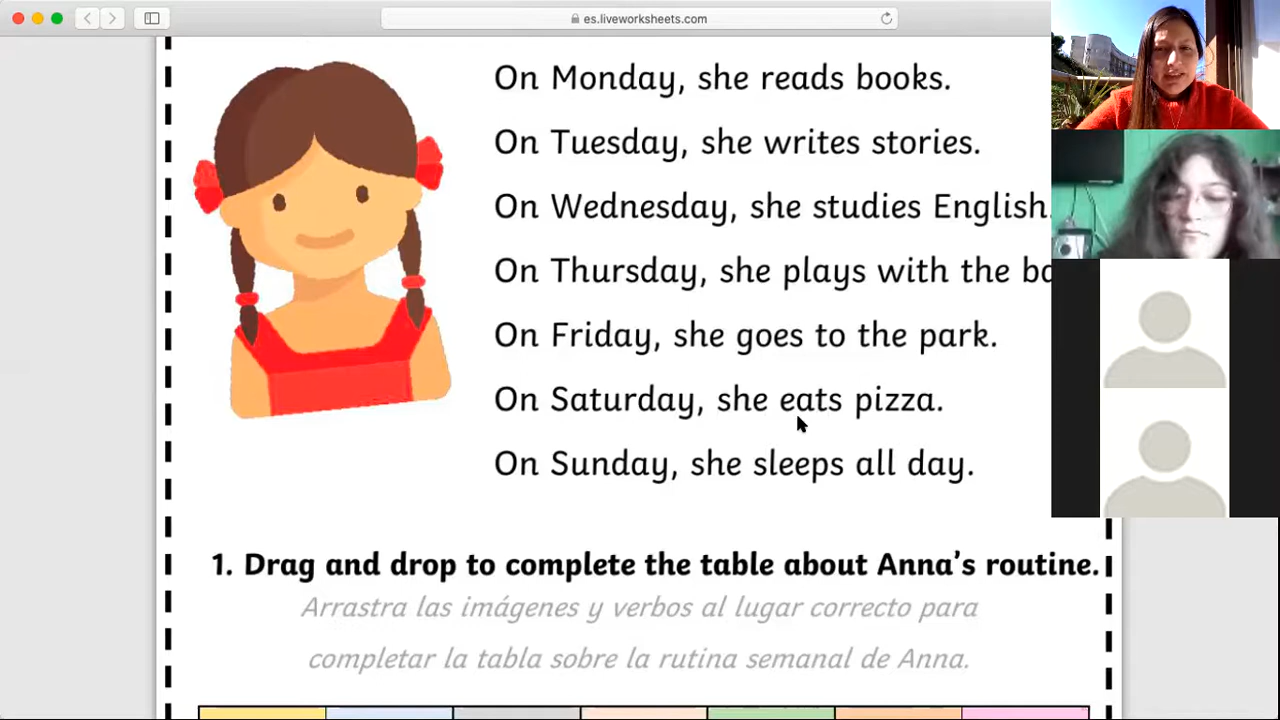 es.liveworksheets.com
On Monday, she reads books.
On Tuesday, she writes stories.
On Wednesday, she studies English.
On Thursday, she plays with the
On Friday, she goes to the park.
On Saturday, she eats pizza.
On Sunday, she sleeps all day.
1. Drag and drop to complete the table about Anna's routine.
Arrastra las imágenes y verbos al lugar correcto para
completar la tabla sobre la rutina semanal de Anna.